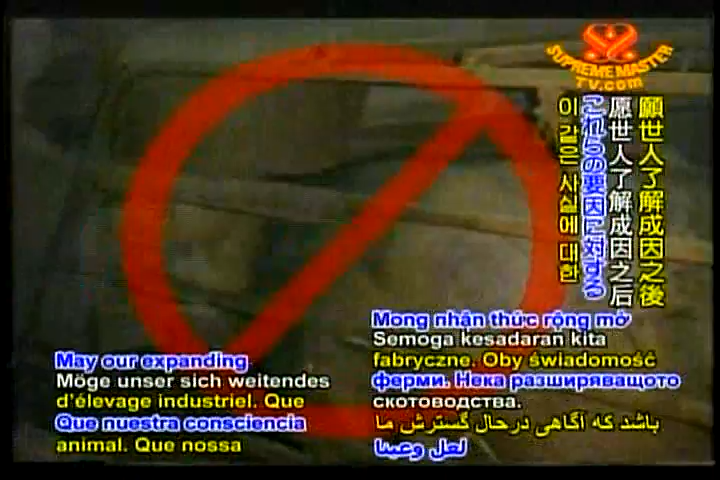 SUPREME MASTER
TV.com
願世人了解成因之後
愿世人了解成因之后
これらの要因に対する
이 같은 사실에 대한
May our expanding
Möge unser sich weitendes
d'élevage industriel. Que
Que nuestra consciencia
animal. Que nossa
Mong nhận thức rộng mở
Semoga kesadaran kita
fabryczne. Oby świadomość
ферми. Нека разширяващото
скотоводства.
باشد که آگاهی درحال گسترش ما
لعل وعينا